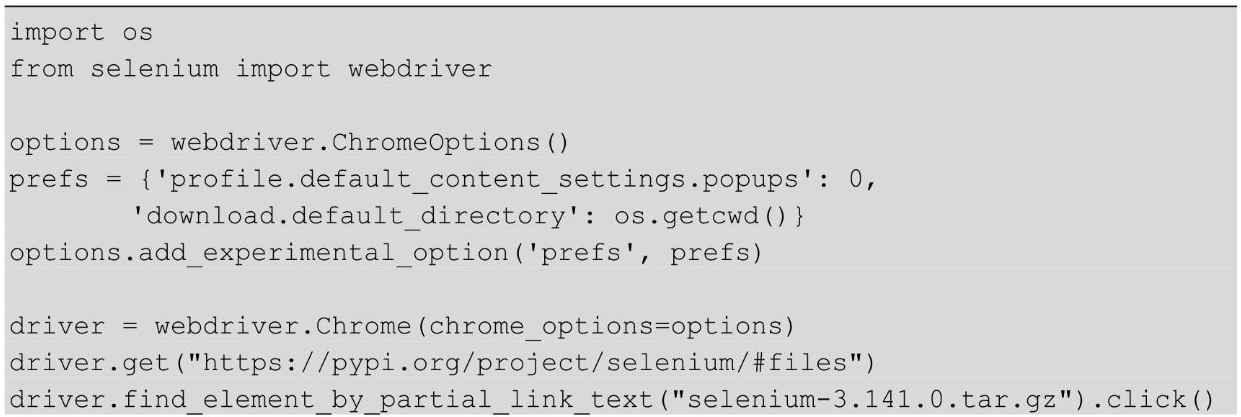 import os
from selenium import webdriver

options = webdriver.ChromeOptions()
prefs = {'profile.default_content_settings.popups': 0,
         'download.default_directory': os.getcwd()}
options.add_experimental_option('prefs', prefs)

driver = webdriver.Chrome(chrome_options=options)
driver.get("https://pypi.org/project/selenium/#files")
driver.find_element_by_partial_link_text("selenium-3.141.0.tar.gz").click()